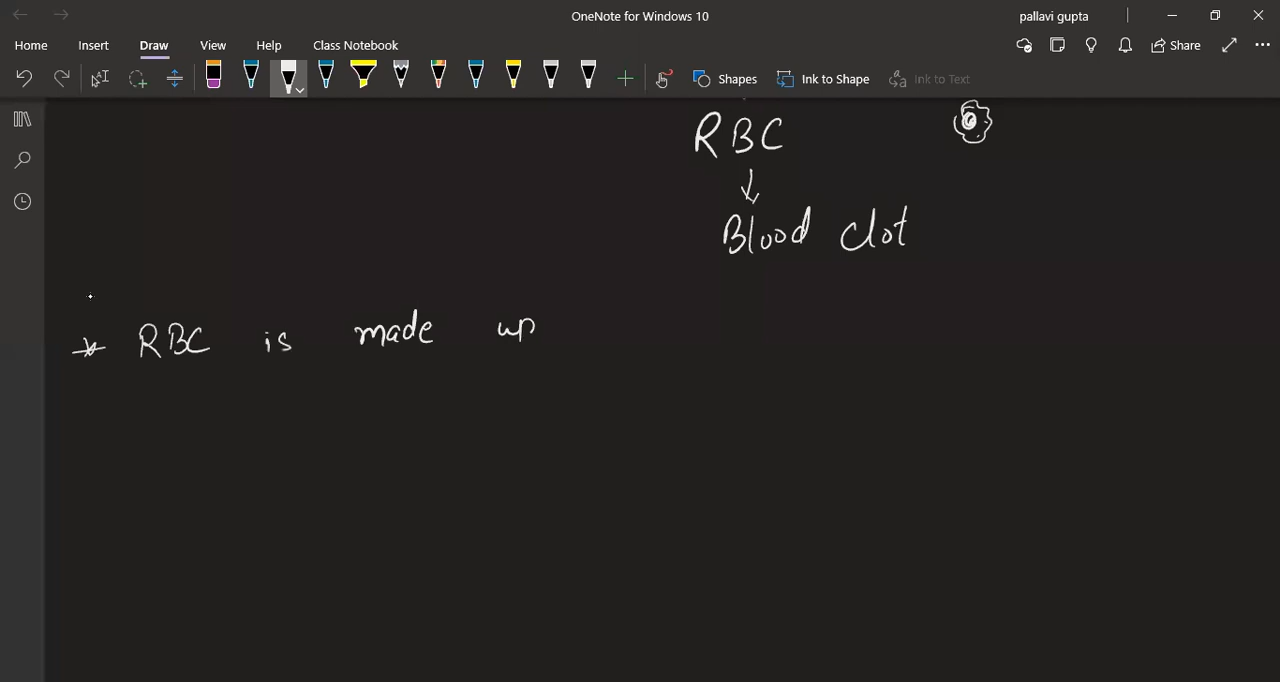 OneNote for Windows 10
pallavi gupta
Home Insert Draw View Help Class Notebook
Share
Shapes Ink to Shape Ink to Text
RBC
↓
Blood clot
* RBC is made up